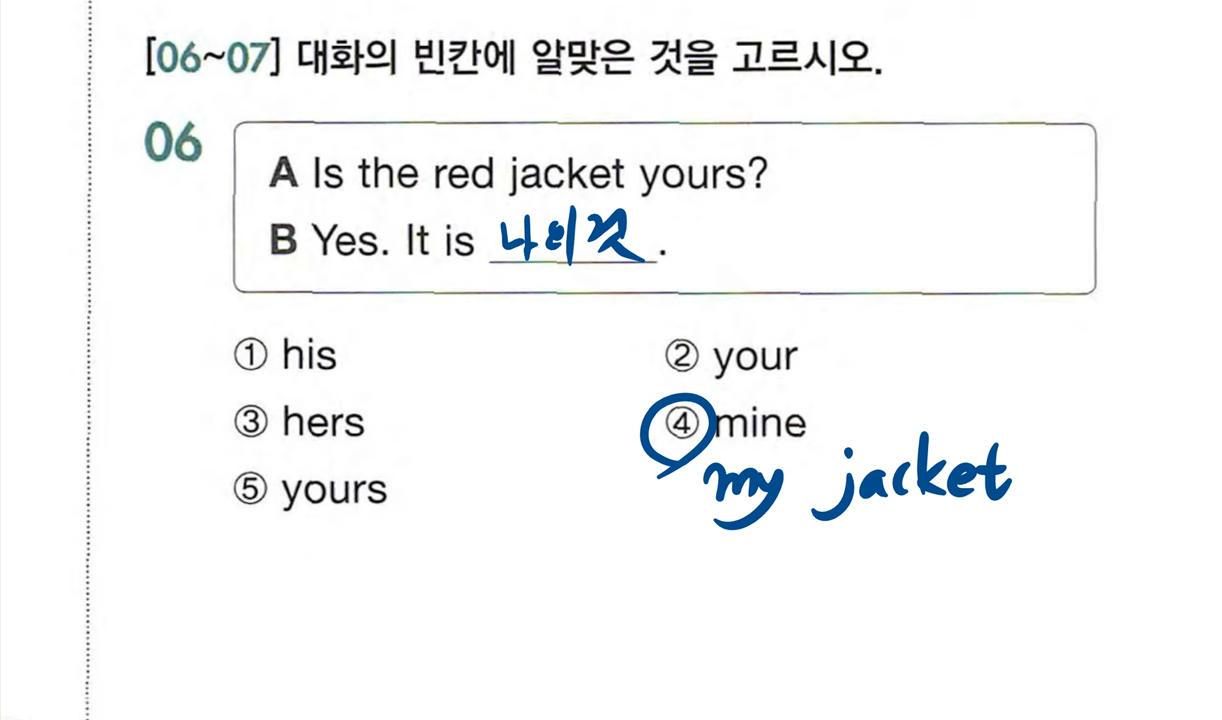 [06~07] 대화의 빈칸에 알맞은 것을 고르시오.
06
A Is the red jacket yours?
B Yes. It is 나의것.
① his
② your
③ hers
④ mine
my jacket
⑤ yours